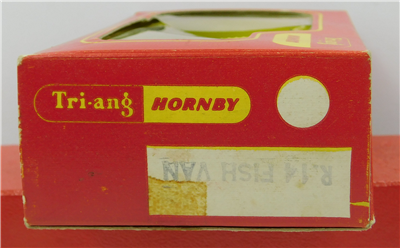 Tri-ang HORNBY
R.14 FISH VAN